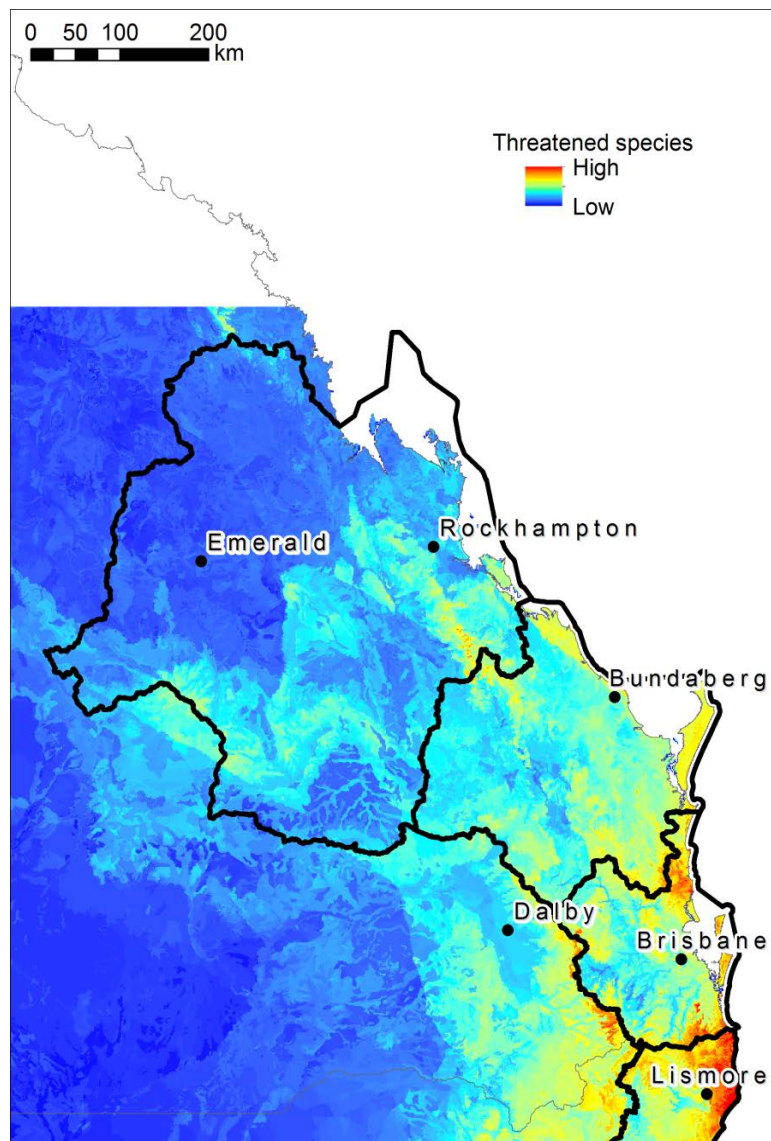 0 50 100 200
km
Threatened species
High
Low
Rockhampton
Emerald
Bundaberg
Dalby
Brisbane
Lismore